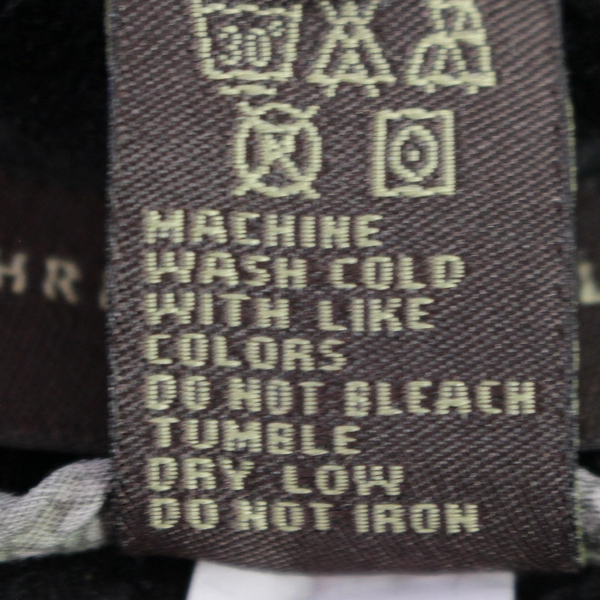 30°
MACHINE
WASH COLD
WITH LIKE
COLORS
DO NOT BLEACH
TUMBLE
DRY LOW
DO NOT IRON